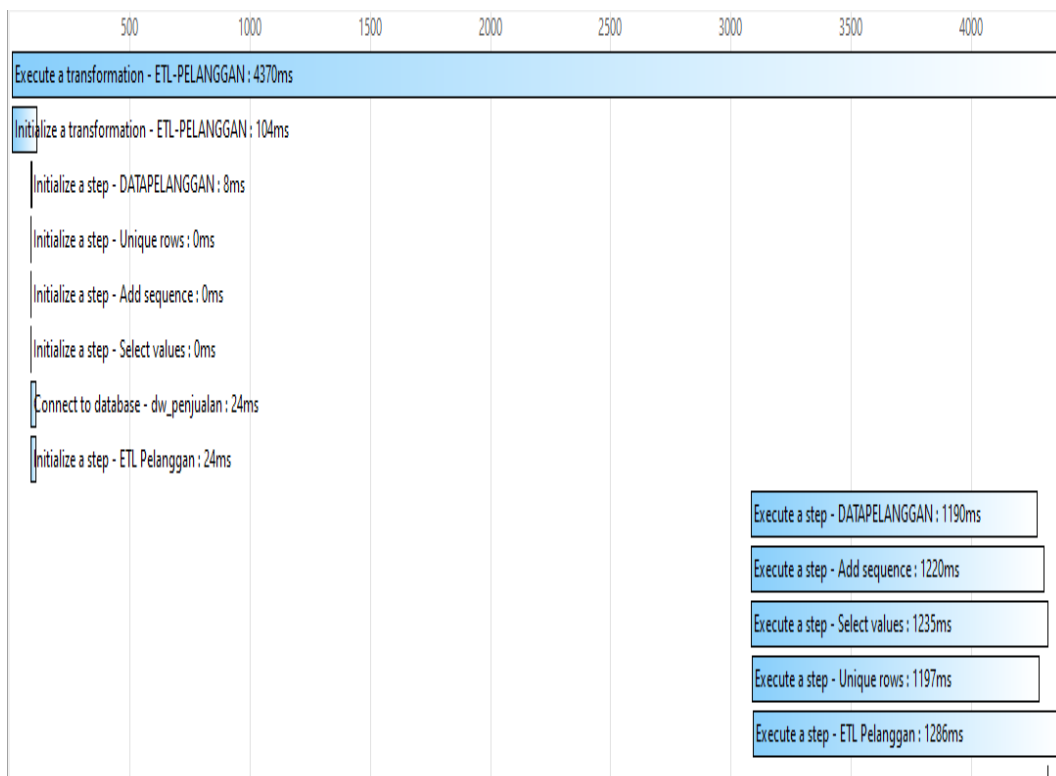 500 1000 1500 2000 2500 3000 3500 4000
Execute a transformation - ETL-PELANGGAN : 4370ms
Initialize a transformation - ETL-PELANGGAN : 104ms
Initialize a step - DATAPELANGGAN : 8ms
Initialize a step - Unique rows : 0ms
Initialize a step - Add sequence : 0ms
Initialize a step - Select values : 0ms
Connect to database - dw_penjualan : 24ms
Initialize a step - ETL Pelanggan : 24ms
Execute a step - DATAPELANGGAN : 1190ms
Execute a step - Add sequence : 1220ms
Execute a step - Select values : 1235ms
Execute a step - Unique rows : 1197ms
Execute a step - ETL Pelanggan : 1286ms